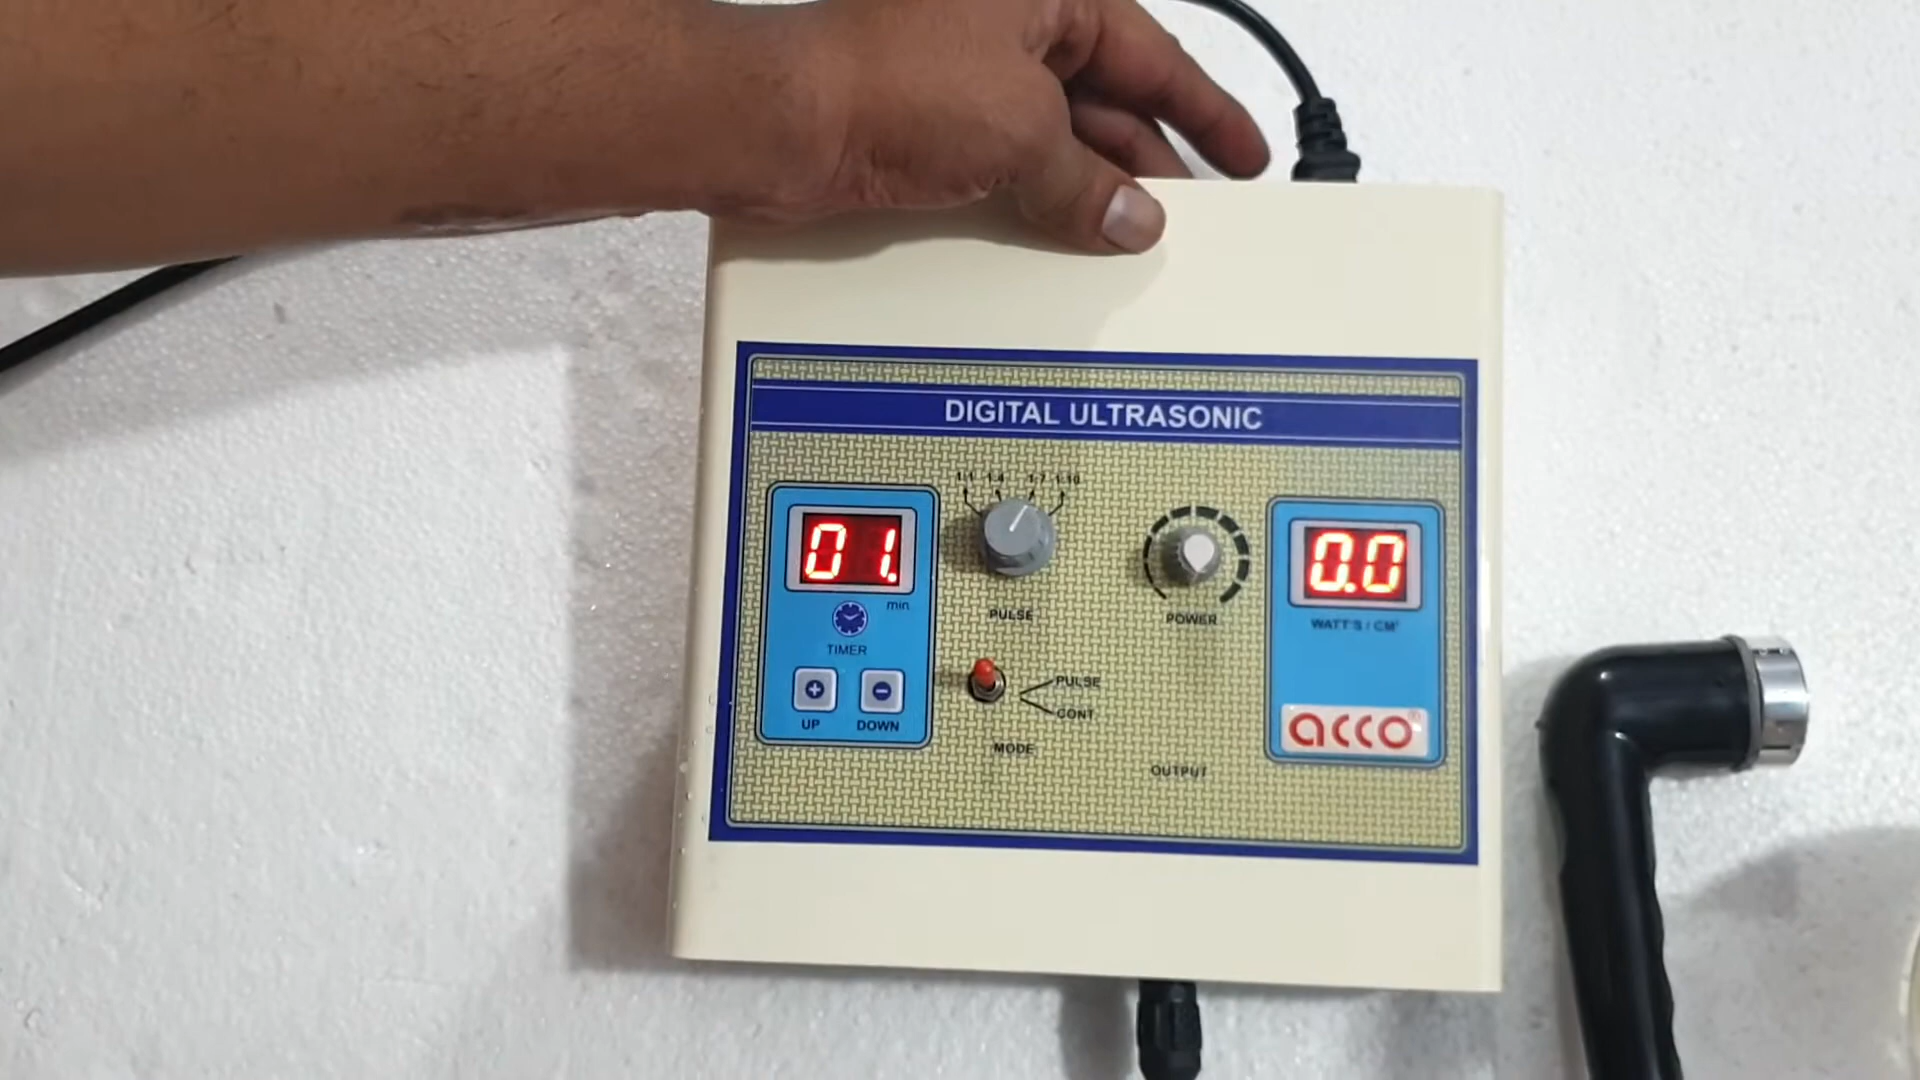 DIGITAL ULTRASONIC
1:1 1:4 1:7 1:10
01.
min
TIMER
UP DOWN
PULSE
PULSE
CONT
MODE
POWER
OUTPUT
0.0
WATT'S / CM²
acco®